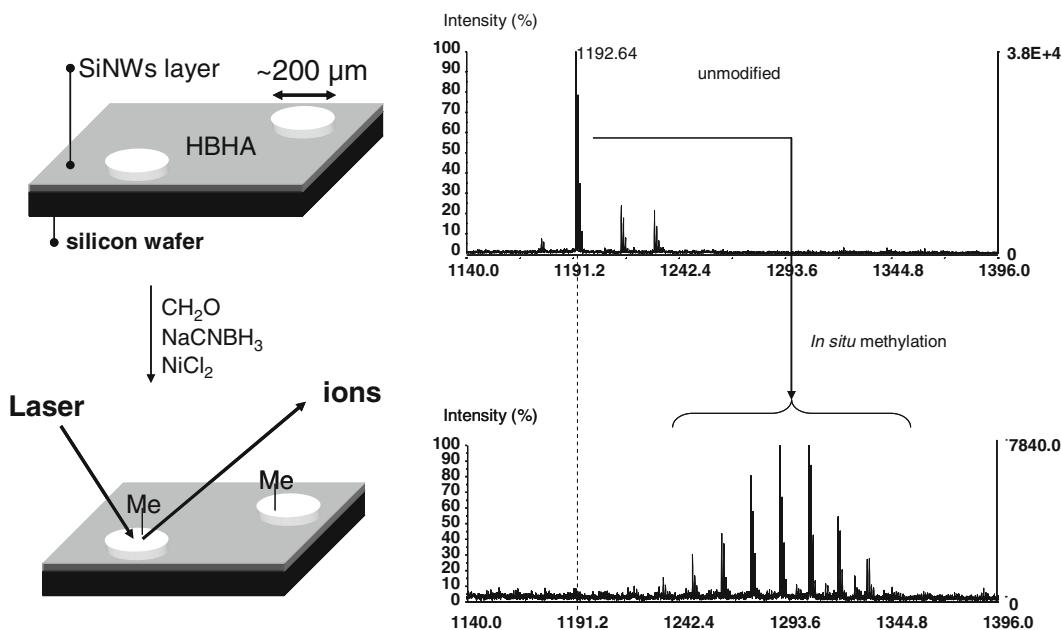 SiNWs layer
~200 µm
HBHA
silicon wafer
CH₂O
NaCNBH₃
NiCl₂
Laser
ions
Me
Me
Intensity (%)
1192.64
unmodified
3.8E+4
100
90
80
70
60
50
40
30
20
10
0
0
1140.0 1191.2 1242.4 1293.6 1344.8 1396.0
In situ methylation
Intensity (%)
7840.0
100
90
80
70
60
50
40
30
20
10
0
0
1140.0 1191.2 1242.4 1293.6 1344.8 1396.0